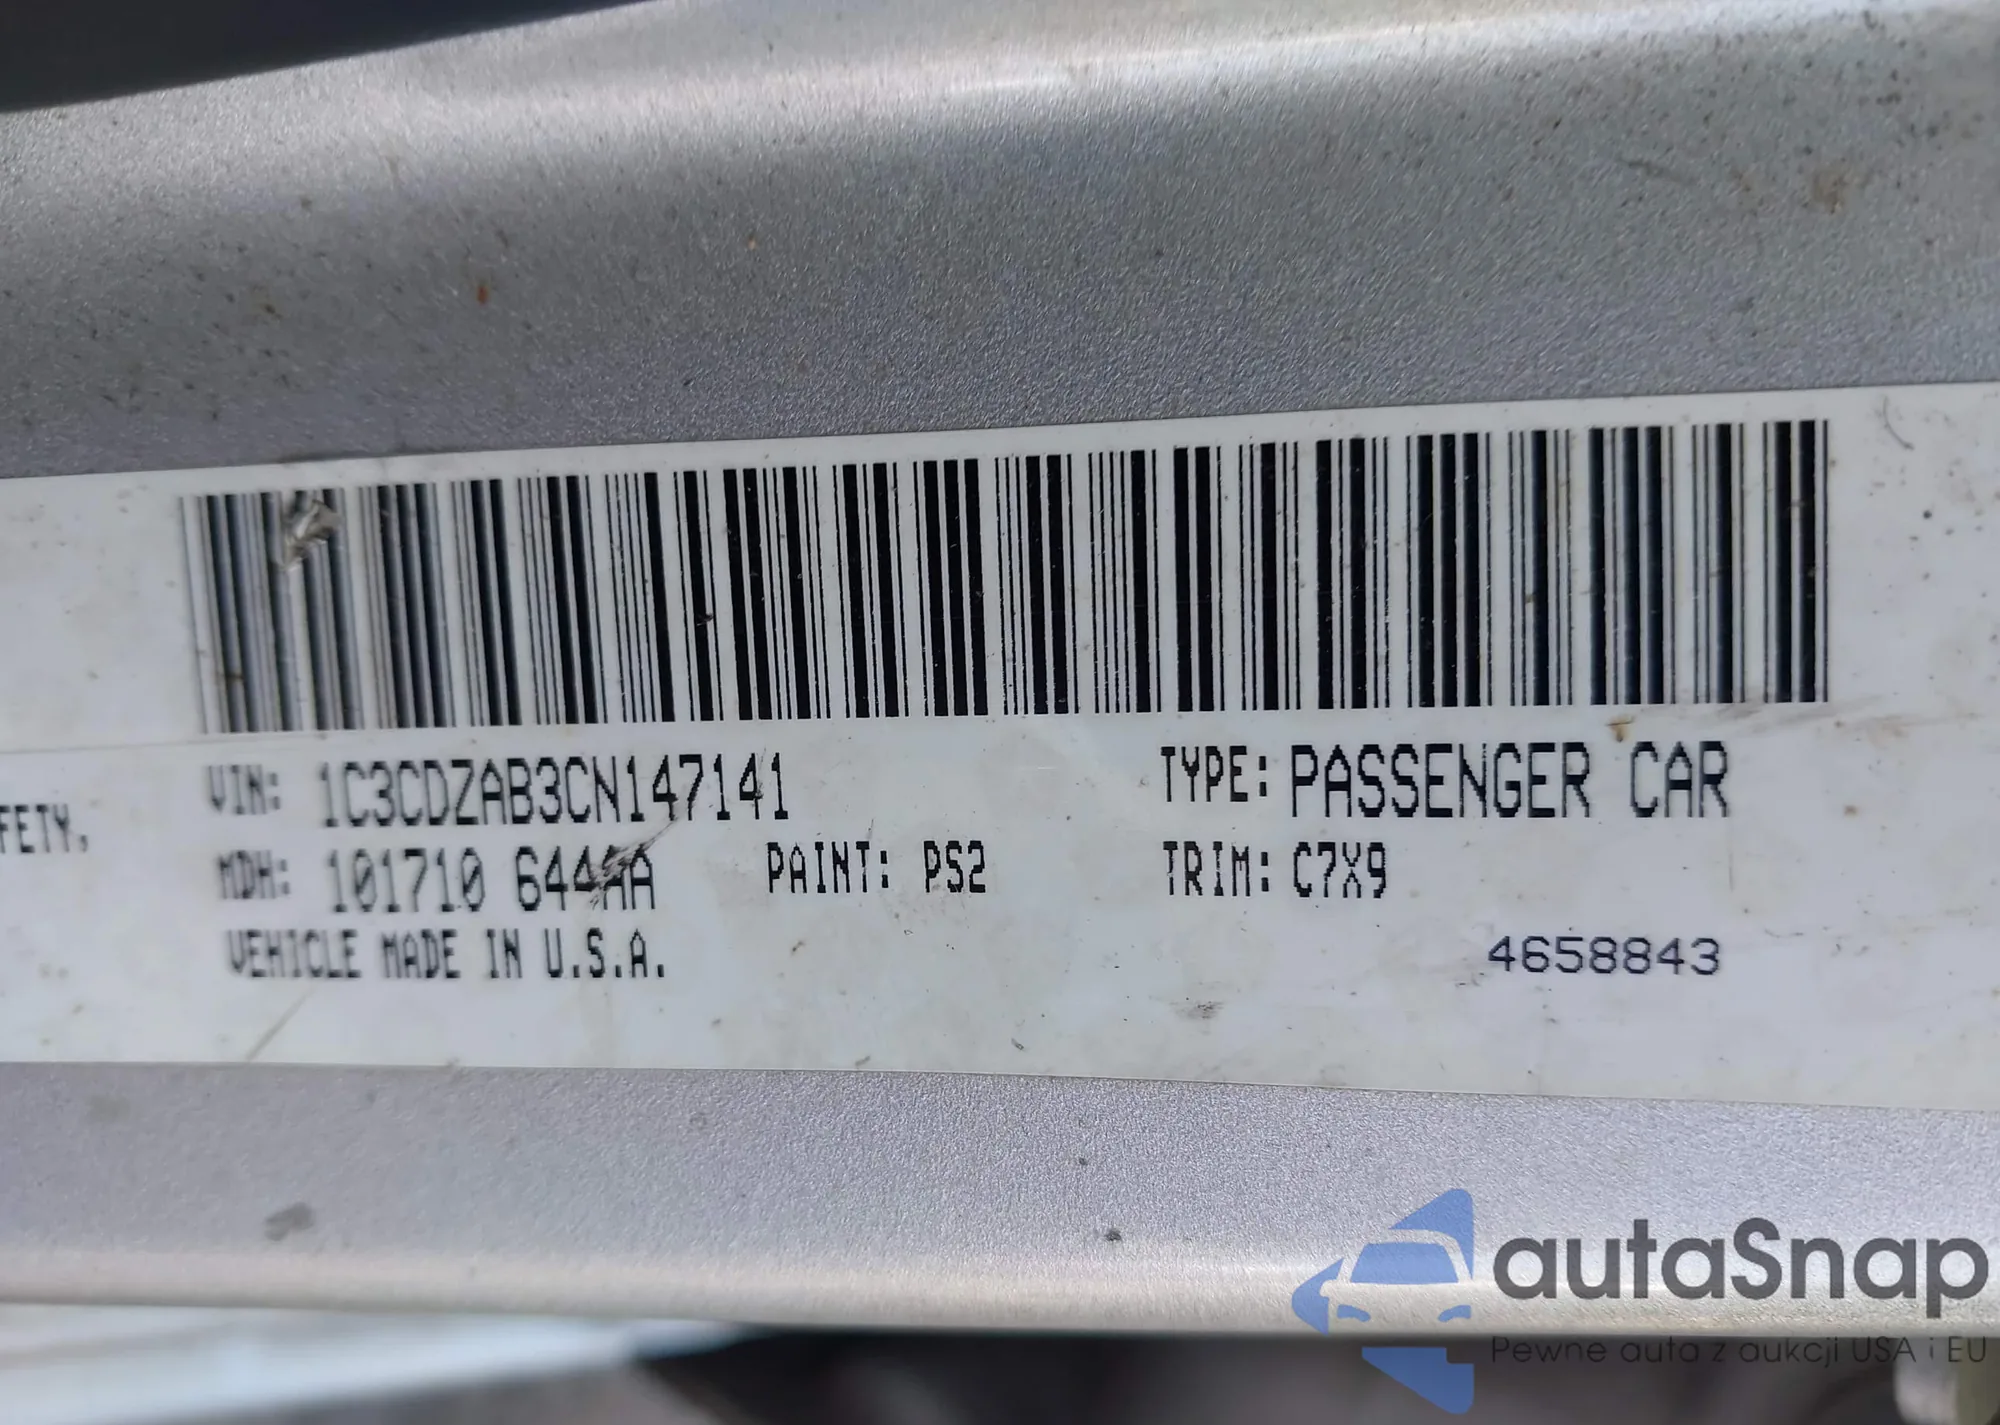 FETY,
VIN: 1C3CDZAB3CN147141 TYPE: PASSENGER CAR
MDH: 101710 644AA PAINT: PS2 TRIM: C7X9
VEHICLE MADE IN U.S.A. 4658843
autaSnap
Pewne auta z aukcji USA i EU